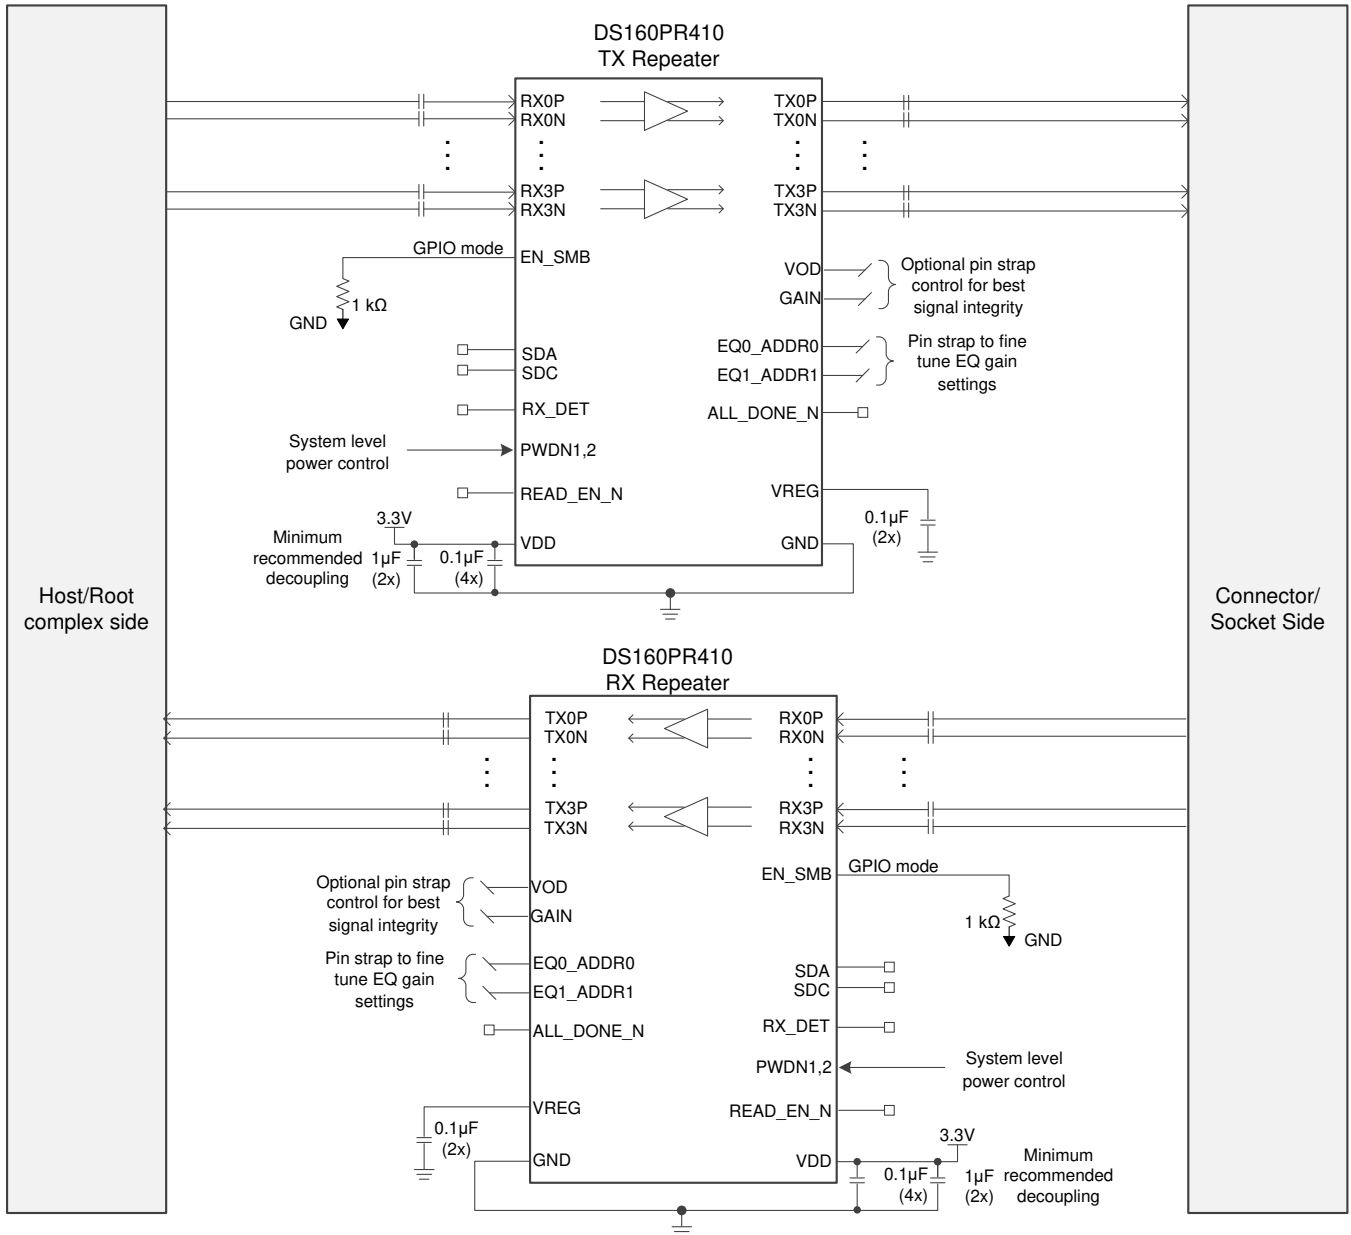 DS160PR410
TX Repeater
RX0P
RX0N
RX3P
RX3N
TX0P
TX0N
TX3P
TX3N
GPIO mode
EN_SMB
1 kΩ
GND
SDA
SDC
RX_DET
System level
power control
PWDN1,2
READ_EN_N
3.3V
Minimum
recommended
decoupling
1µF
(2x)
0.1µF
(4x)
VDD
VOD
GAIN
Optional pin strap
control for best
signal integrity
EQ0_ADDR0
EQ1_ADDR1
Pin strap to fine
tune EQ gain
settings
ALL_DONE_N
VREG
0.1µF
(2x)
GND
Host/Root
complex side
Connector/
Socket Side
DS160PR410
RX Repeater
TX0P
TX0N
TX3P
TX3N
RX0P
RX0N
RX3P
RX3N
Optional pin strap
control for best
signal integrity
VOD
GAIN
Pin strap to fine
tune EQ gain
settings
EQ0_ADDR0
EQ1_ADDR1
ALL_DONE_N
VREG
0.1µF
(2x)
GND
EN_SMB
GPIO mode
1 kΩ
GND
SDA
SDC
RX_DET
PWDN1,2
System level
power control
READ_EN_N
VDD
3.3V
0.1µF
(4x)
1µF
(2x)
Minimum
recommended
decoupling